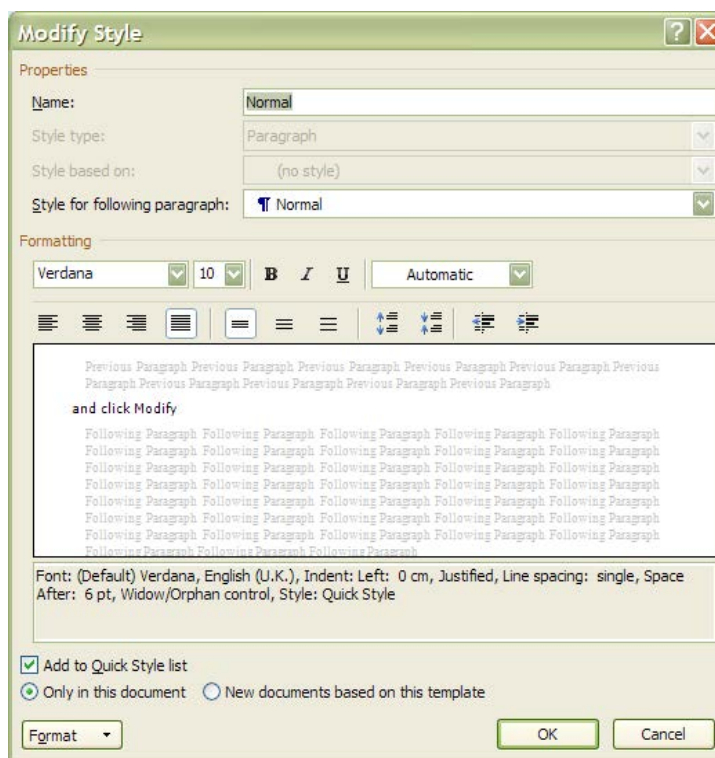 Modify Style
Properties
Name: Normal
Style type: Paragraph
Style based on: (no style)
Style for following paragraph: ¶ Normal
Formatting
Verdana 10 B I U Automatic
Previous Paragraph Previous Paragraph Previous Paragraph Previous Paragraph Previous Paragraph Previous
Paragraph Previous Paragraph Previous Paragraph Previous Paragraph Previous Paragraph
and click Modify
Following Paragraph Following Paragraph Following Paragraph Following Paragraph Following Paragraph
Following Paragraph Following Paragraph Following Paragraph Following Paragraph Following Paragraph
Following Paragraph Following Paragraph Following Paragraph Following Paragraph Following Paragraph
Following Paragraph Following Paragraph Following Paragraph Following Paragraph Following Paragraph
Following Paragraph Following Paragraph Following Paragraph Following Paragraph Following Paragraph
Following Paragraph Following Paragraph Following Paragraph Following Paragraph Following Paragraph
Following Paragraph Following Paragraph Following Paragraph Following Paragraph Following Paragraph
Following Paragraph Following Paragraph Following Paragraph
Font: (Default) Verdana, English (U.K.), Indent: Left: 0 cm, Justified, Line spacing: single, Space
After: 6 pt, Widow/Orphan control, Style: Quick Style
Add to Quick Style list
Only in this document New documents based on this template
Format OK Cancel